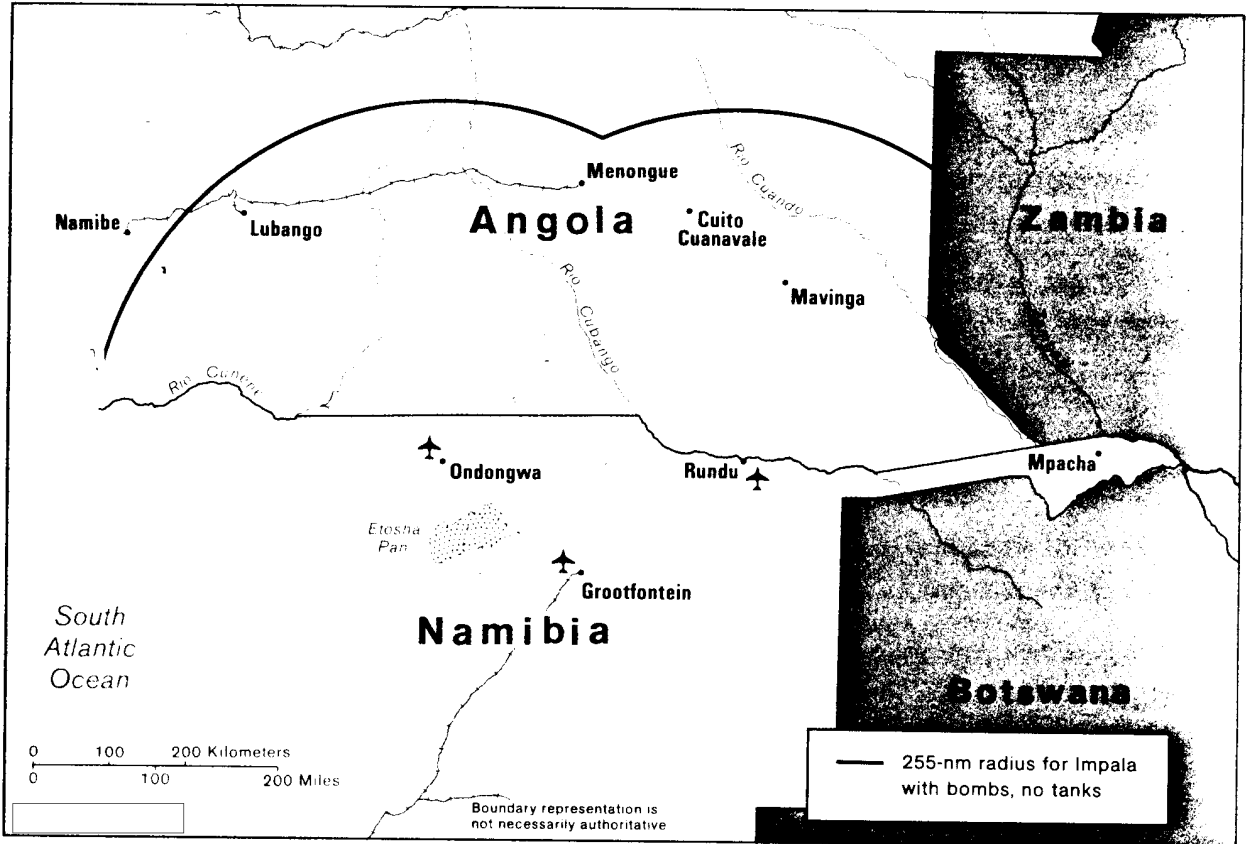 Rio Cuando
Menongue
Namibe
Lubango
Angola
Cuito
Cuanavale
Zambia
Rio Cubango
Mavinga
Rio Cunene
Ondongwa
Rundu
Mpacha
Etosha
Pan
Grootfontein
Namibia
South
Atlantic
Ocean
Botswana
0 100 200 Kilometers
0 100 200 Miles
255-nm radius for Impala
with bombs, no tanks
Boundary representation is
not necessarily authoritative